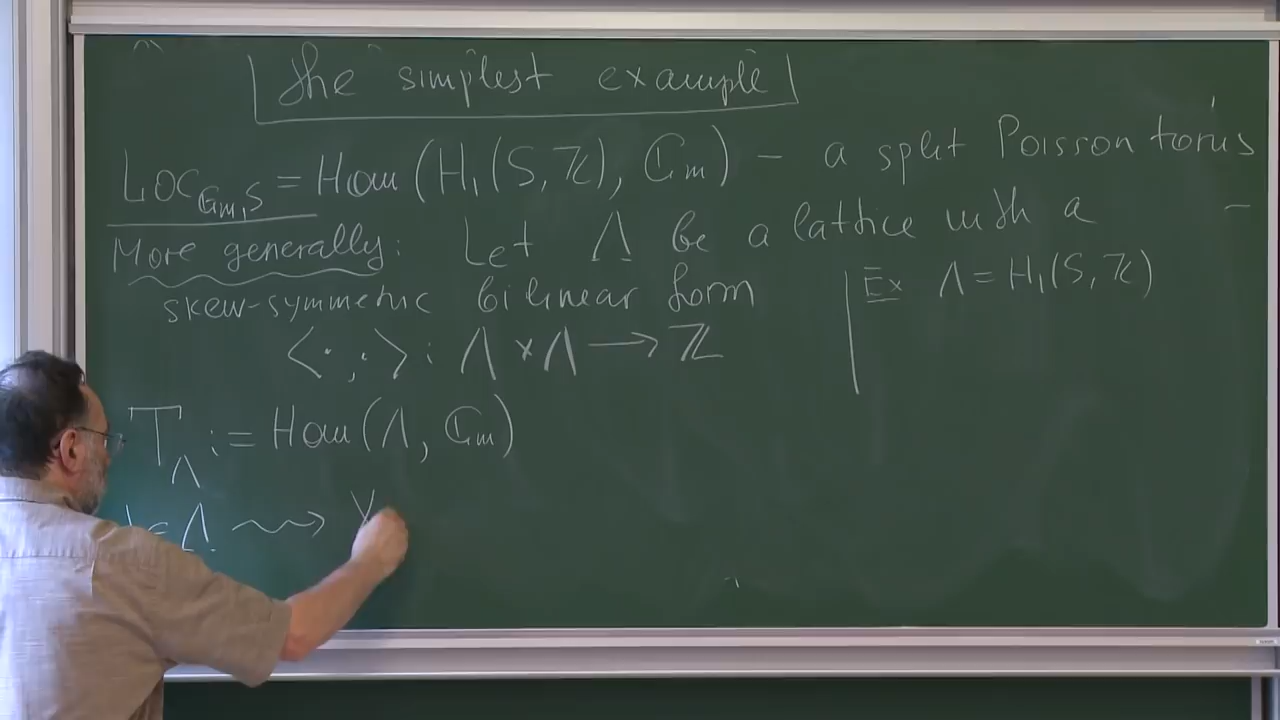 The simplest example
Loc_{G_m,S} = Hom(H_1(S,ℤ), G_m) – a split Poisson torus
More generally: Let Λ be a lattice with a
skew-symmetric bilinear form
<·,·> : Λ × Λ ⟶ ℤ
Ex Λ = H_1(S,ℤ)
T_Λ := Hom(Λ, G_m)
∈ Λ ⇝ X